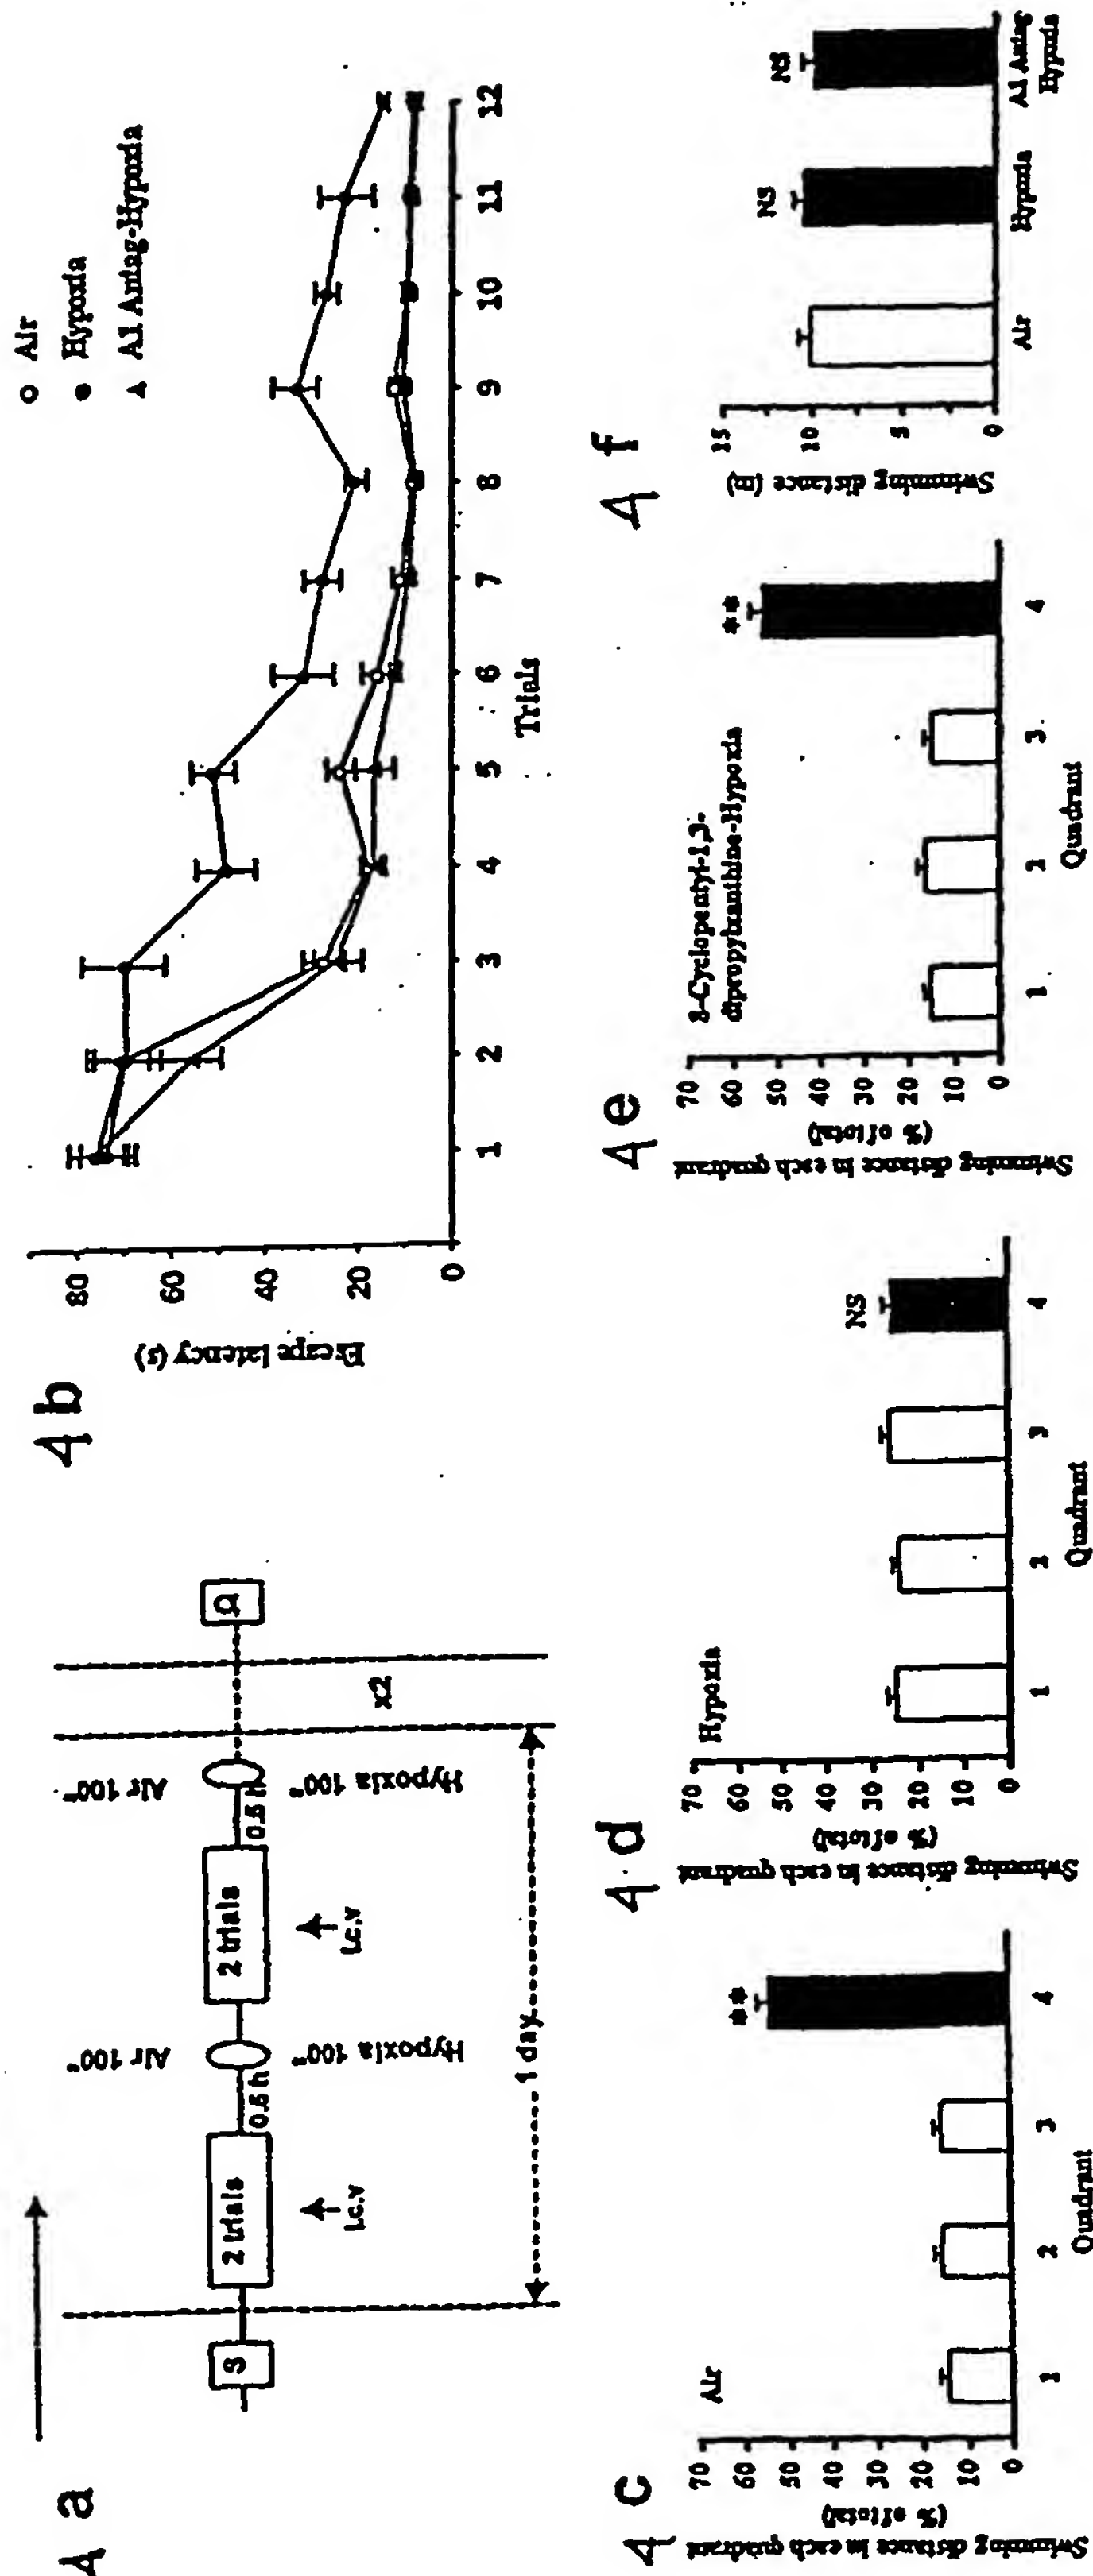 4 a
S
2 trials
i.c.v
0.5 h
Air 100"
Hypoxia 100"
2 trials
i.c.v
0.5 h
Air 100"
Hypoxia 100"
x2
Q
1 day
4 b
Escape latency (s)
80
60
40
20
0
1 2 3 4 5 6 7 8 9 10 11 12
Trials
Air
Hypoxia
A1 Antag-Hypoxia
4 c
Swimming distance in each quadrant
(% of total)
70
60
50
40
30
20
10
0
Air
**
1 2 3 4
Quadrant
4 d
Swimming distance in each quadrant
(% of total)
70
60
50
40
30
20
10
0
Hypoxia
NS
1 2 3 4
Quadrant
4 e
Swimming distance in each quadrant
(% of total)
70
60
50
40
30
20
10
0
8-Cyclopentyl-1,3-
dipropylxanthine-Hypoxia
**
1 2 3 4
Quadrant
4 f
Swimming distance (m)
15
10
5
0
NS
NS
Air
Hypoxia
A1 Antag
Hypoxia